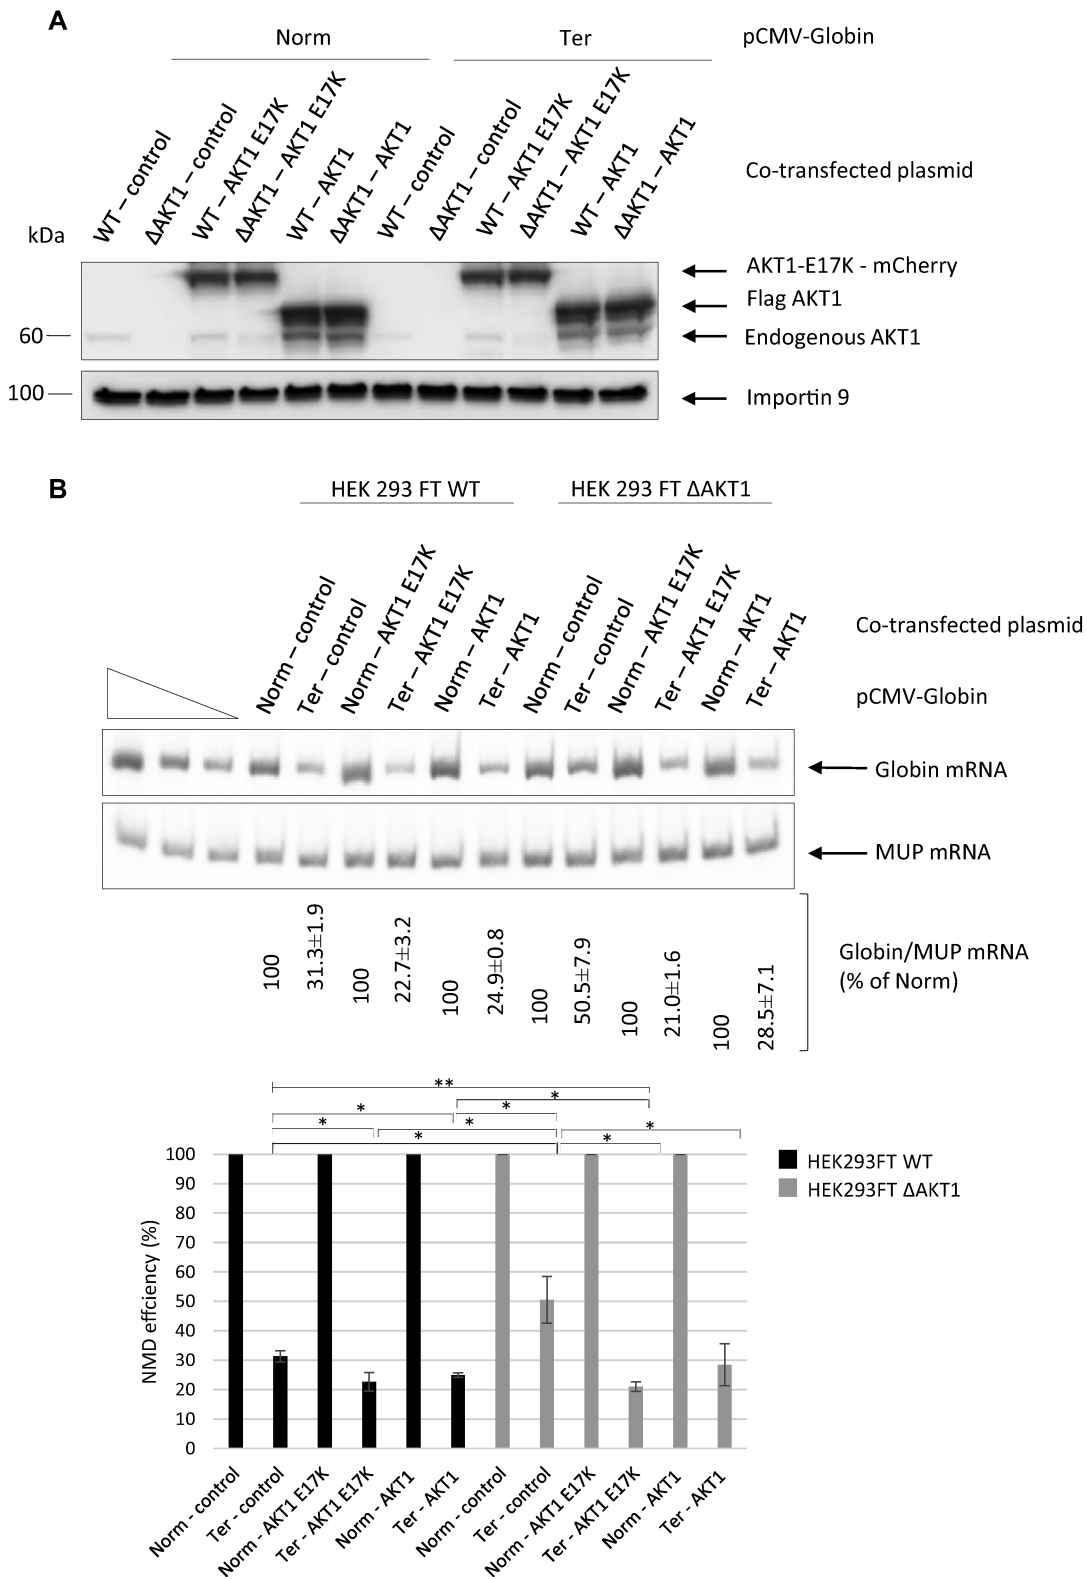 A
Norm
Ter
pCMV-Globin
WT – control
ΔAKT1 – control
WT – AKT1 E17K
ΔAKT1 – AKT1 E17K
WT – AKT1
ΔAKT1 – AKT1
WT – control
ΔAKT1 – control
WT – AKT1 E17K
ΔAKT1 – AKT1 E17K
WT – AKT1
ΔAKT1 – AKT1
Co-transfected plasmid
kDa
AKT1-E17K - mCherry
Flag AKT1
60
Endogenous AKT1
100
Importin 9
B
HEK 293 FT WT
HEK 293 FT ΔAKT1
Norm – control
Ter – control
Norm – AKT1 E17K
Ter – AKT1 E17K
Norm – AKT1
Ter – AKT1
Norm – control
Ter – control
Norm – AKT1 E17K
Ter – AKT1 E17K
Norm – AKT1
Ter – AKT1
Co-transfected plasmid
pCMV-Globin
Globin mRNA
MUP mRNA
100
31.3±1.9
100
22.7±3.2
100
24.9±0.8
100
50.5±7.9
100
21.0±1.6
100
28.5±7.1
Globin/MUP mRNA
(% of Norm)
**
*
* *
* * *
* *
NMD effciency (%)
100
90
80
70
60
50
40
30
20
10
0
HEK293FT WT
HEK293FT ΔAKT1
Norm - control
Ter - control
Norm - AKT1 E17K
Ter - AKT1 E17K
Norm - AKT1
Ter - AKT1
Norm - control
Ter - control
Norm - AKT1 E17K
Ter - AKT1 E17K
Norm - AKT1
Ter - AKT1